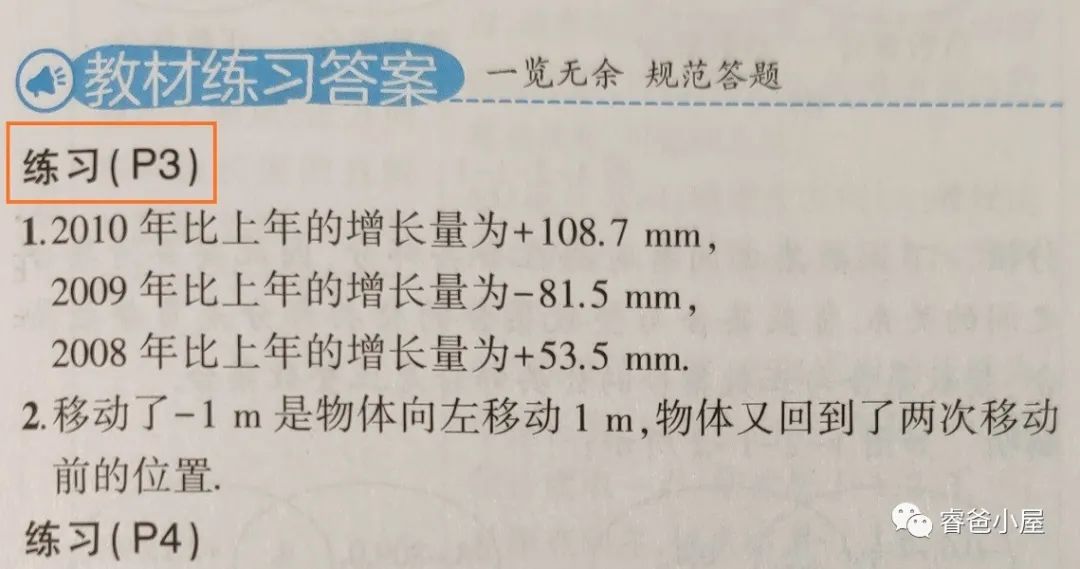 教材练习答案 一览无余 规范答题
练习(P3)
1.2010 年比上年的增长量为+108.7 mm,
2009 年比上年的增长量为-81.5 mm,
2008 年比上年的增长量为+53.5 mm.
2.移动了-1 m 是物体向左移动 1 m,物体又回到了两次移动
前的位置.
练习(P4)
睿爸小屋